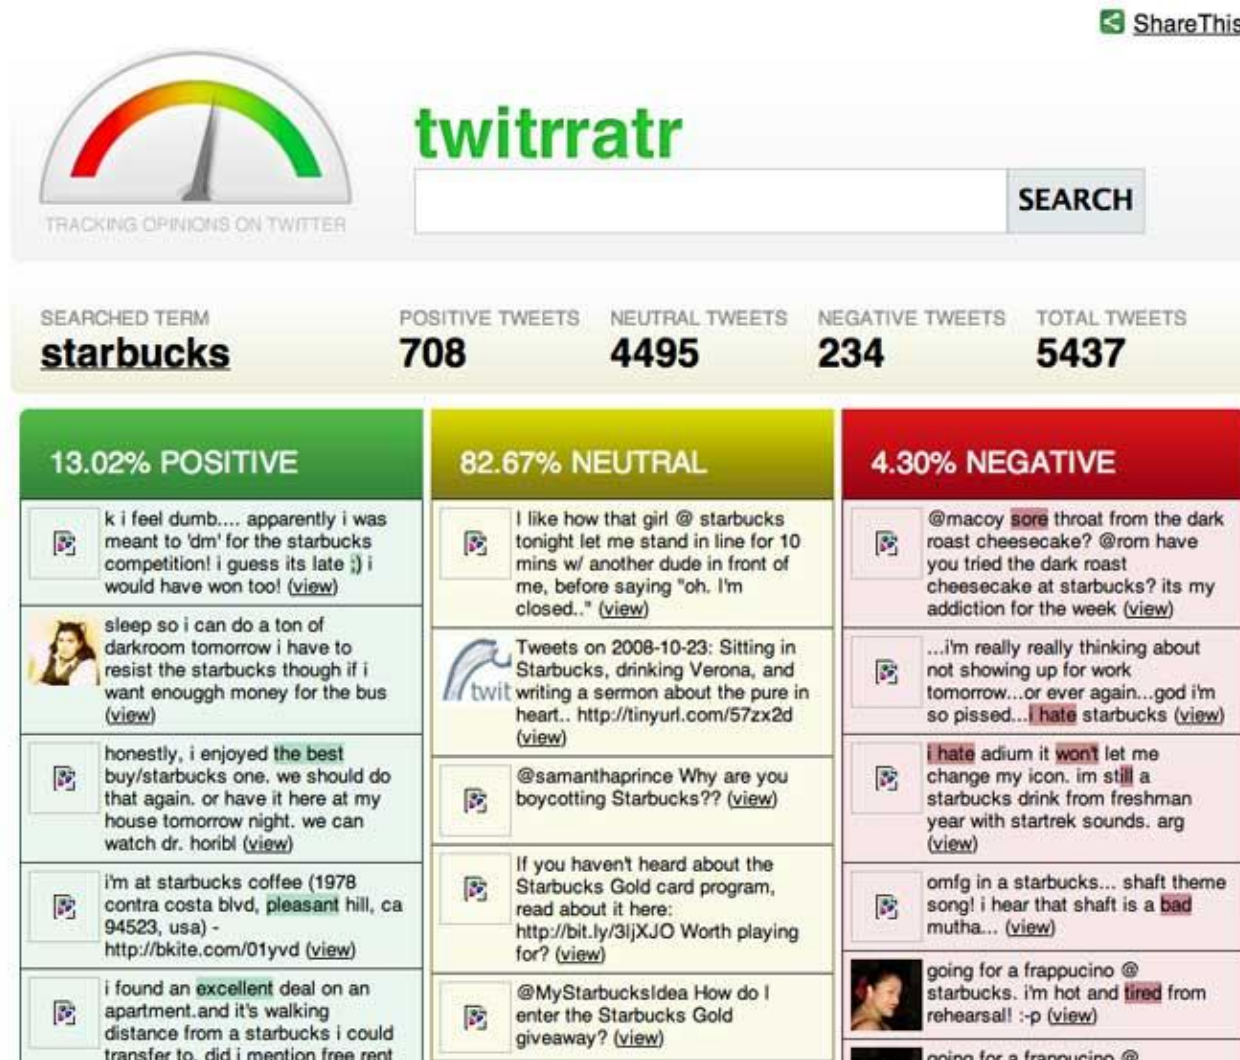 ShareThis
twitrratr
SEARCH
TRACKING OPINIONS ON TWITTER
SEARCHED TERM
starbucks
POSITIVE TWEETS
708
NEUTRAL TWEETS
4495
NEGATIVE TWEETS
234
TOTAL TWEETS
5437
13.02% POSITIVE
k i feel dumb.... apparently i was
meant to 'dm' for the starbucks
competition! i guess its late ;) i
would have won too! (view)
sleep so i can do a ton of
darkroom tomorrow i have to
resist the starbucks though if i
want enouggh money for the bus
(view)
honestly, i enjoyed the best
buy/starbucks one. we should do
that again. or have it here at my
house tomorrow night. we can
watch dr. horibl (view)
i'm at starbucks coffee (1978
contra costa blvd, pleasant hill, ca
94523, usa) -
http://bkite.com/01yvd (view)
i found an excellent deal on an
apartment.and it's walking
distance from a starbucks i could
transfer to. did i mention free rent
82.67% NEUTRAL
I like how that girl @ starbucks
tonight let me stand in line for 10
mins w/ another dude in front of
me, before saying "oh. I'm
closed.." (view)
twit
Tweets on 2008-10-23: Sitting in
Starbucks, drinking Verona, and
writing a sermon about the pure in
heart.. http://tinyurl.com/57zx2d
(view)
@samanthaprince Why are you
boycotting Starbucks?? (view)
If you haven't heard about the
Starbucks Gold card program,
read about it here:
http://bit.ly/3ljXJO Worth playing
for? (view)
@MyStarbucksIdea How do I
enter the Starbucks Gold
giveaway? (view)
4.30% NEGATIVE
@macoy sore throat from the dark
roast cheesecake? @rom have
you tried the dark roast
cheesecake at starbucks? its my
addiction for the week (view)
...i'm really really thinking about
not showing up for work
tomorrow...or ever again...god i'm
so pissed...i hate starbucks (view)
i hate adium it won't let me
change my icon. im still a
starbucks drink from freshman
year with startrek sounds. arg
(view)
omfg in a starbucks... shaft theme
song! i hear that shaft is a bad
mutha... (view)
going for a frappucino @
starbucks. i'm hot and tired from
rehearsal! :-p (view)
going for a frappucino @